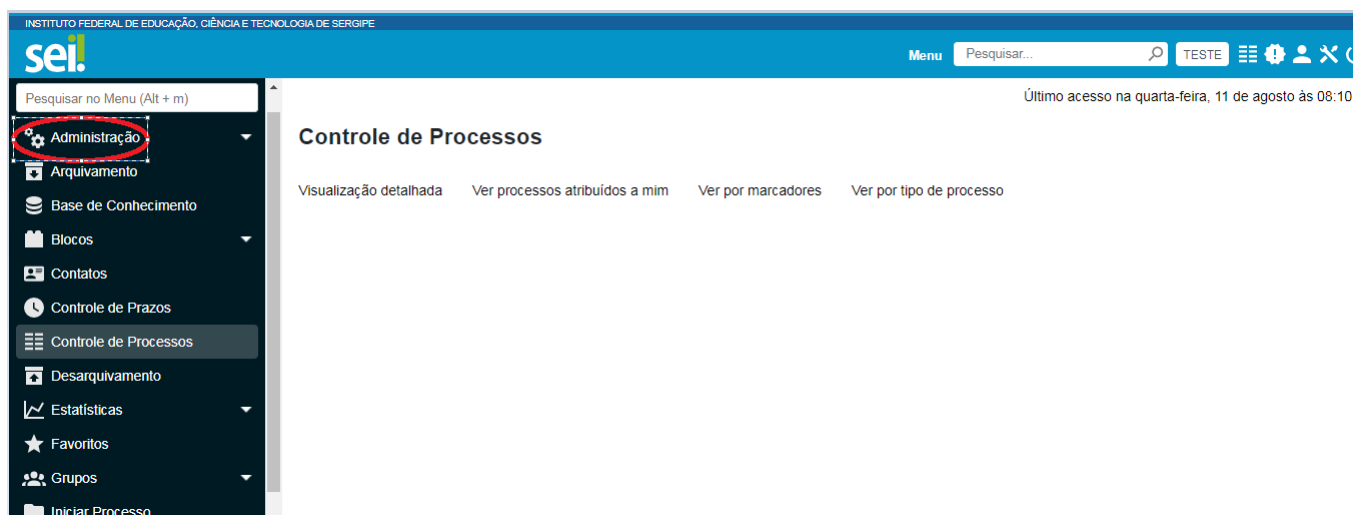 INSTITUTO FEDERAL DE EDUCAÇÃO, CIÊNCIA E TECNOLOGIA DE SERGIPE
sei!
Menu Pesquisar... TESTE
Pesquisar no Menu (Alt + m)
Último acesso na quarta-feira, 11 de agosto às 08:10
Administração
Controle de Processos
Arquivamento
Visualização detalhada Ver processos atribuídos a mim Ver por marcadores Ver por tipo de processo
Base de Conhecimento
Blocos
Contatos
Controle de Prazos
Controle de Processos
Desarquivamento
Estatísticas
Favoritos
Grupos
Iniciar Processo